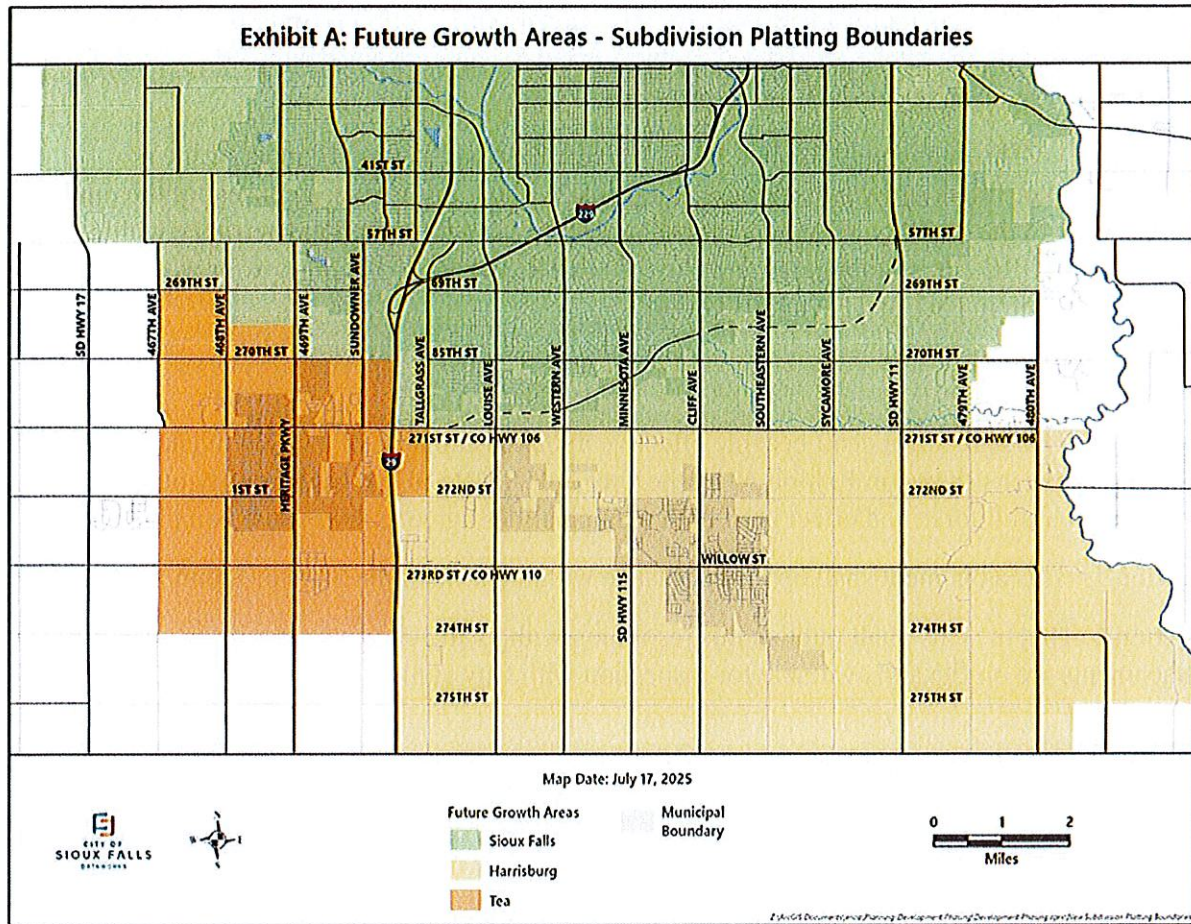 Exhibit A: Future Growth Areas - Subdivision Platting Boundaries
41ST ST
229
57TH ST
57TH ST
269TH ST
69TH ST
269TH ST
SD HWY 17
467TH AVE
468TH AVE
270TH ST
469TH AVE
SUNDOWNER AVE
TALLGRASS AVE
85TH ST
LOUISE AVE
WESTERN AVE
MINNESOTA AVE
CLIFF AVE
SOUTHEASTERN AVE
SYCAMORE AVE
SD HWY 11
270TH ST
479TH AVE
480TH AVE
HERITAGE PKWY
271ST ST / CO HWY 106
271ST ST / CO HWY 106
29
1ST ST
272ND ST
272ND ST
273RD ST / CO HWY 110
WILLOW ST
SD HWY 115
274TH ST
274TH ST
275TH ST
275TH ST
Map Date: July 17, 2025
Future Growth Areas
Sioux Falls
Harrisburg
Tea
Municipal
Boundary
CITY OF
SIOUX FALLS
N
S
0 1 2
Miles